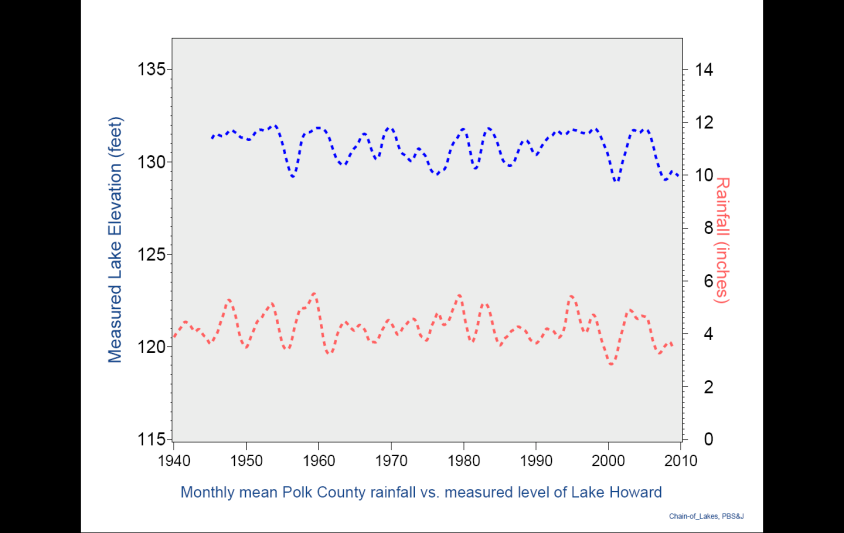 135
130
125
120
115
Measured Lake Elevation (feet)
14
12
10
8
6
4
2
0
Rainfall (inches)
1940 1950 1960 1970 1980 1990 2000 2010
Monthly mean Polk County rainfall vs. measured level of Lake Howard
Chain-of_Lakes, PBS&J